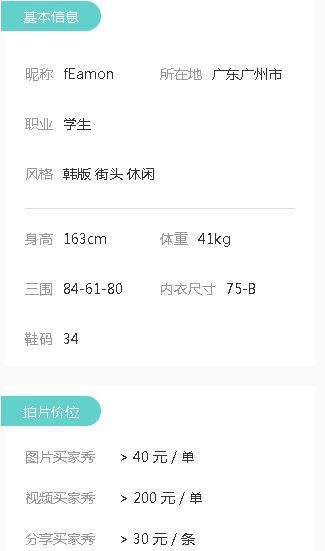 基本信息
昵称 fEamon 所在地 广东广州市
职业 学生
风格 韩版 街头 休闲
身高 163cm 体重 41kg
三围 84-61-80 内衣尺寸 75-B
鞋码 34
拍片价位
图片买家秀 > 40 元 / 单
视频买家秀 > 200 元 / 单
分享买家秀 > 30 元 / 条